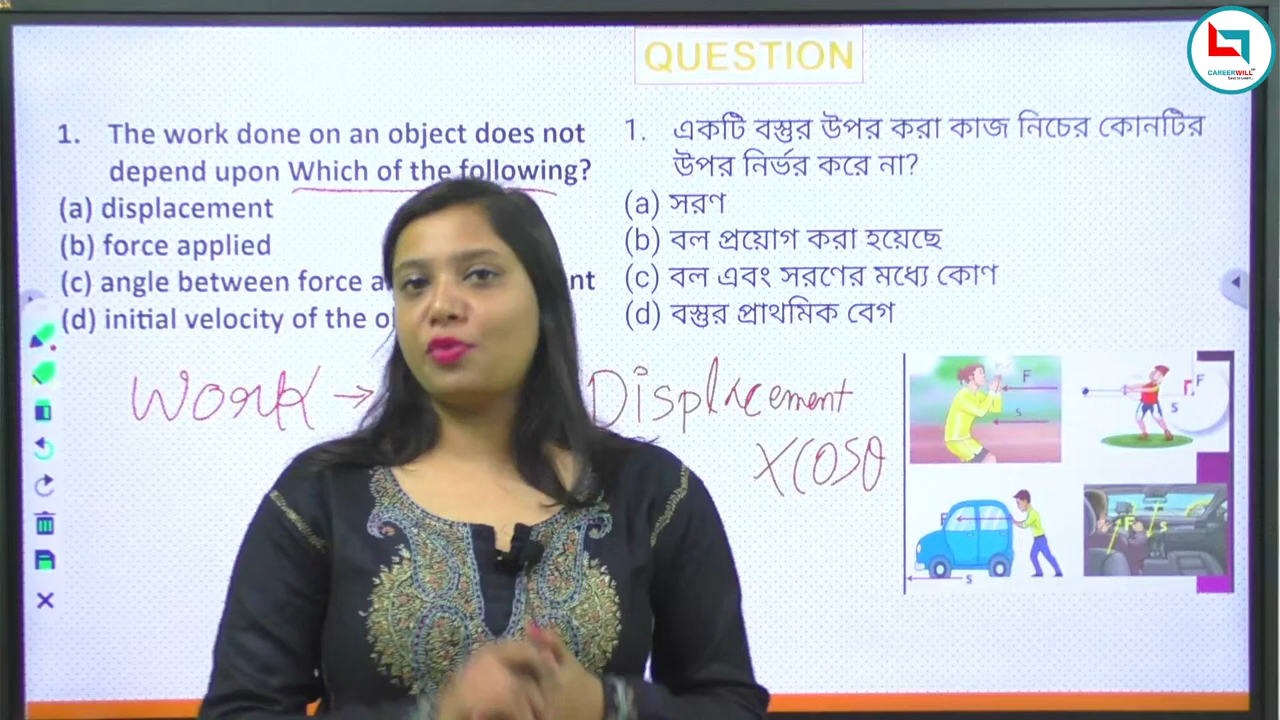 QUESTION
CAREERWILL
1. The work done on an object does not
depend upon Which of the following?
(a) displacement
(b) force applied
(c) angle between force a nt
(d) initial velocity of the o
1. একটি বস্তুর উপর করা কাজ নিচের কোনটির
উপর নির্ভর করে না?
(a) সরণ
(b) বল প্রয়োগ করা হয়েছে
(c) বল এবং সরণের মধ্যে কোণ
(d) বস্তুর প্রাথমিক বেগ
Work → Displacement
X COSθ
F
s
F
s
F
s
F
s